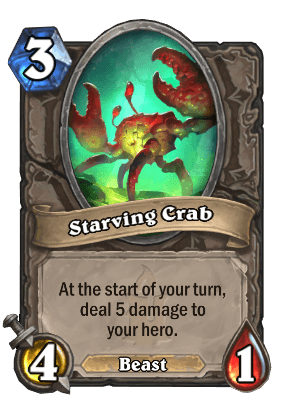 3
Starving Crab
At the start of your turn,
deal 5 damage to
your hero.
4
Beast
1